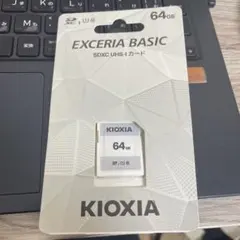 64GB
EXCERIA BASIC
SDXC UHS-I カード
KIOXIA
64GB
KIOXIA